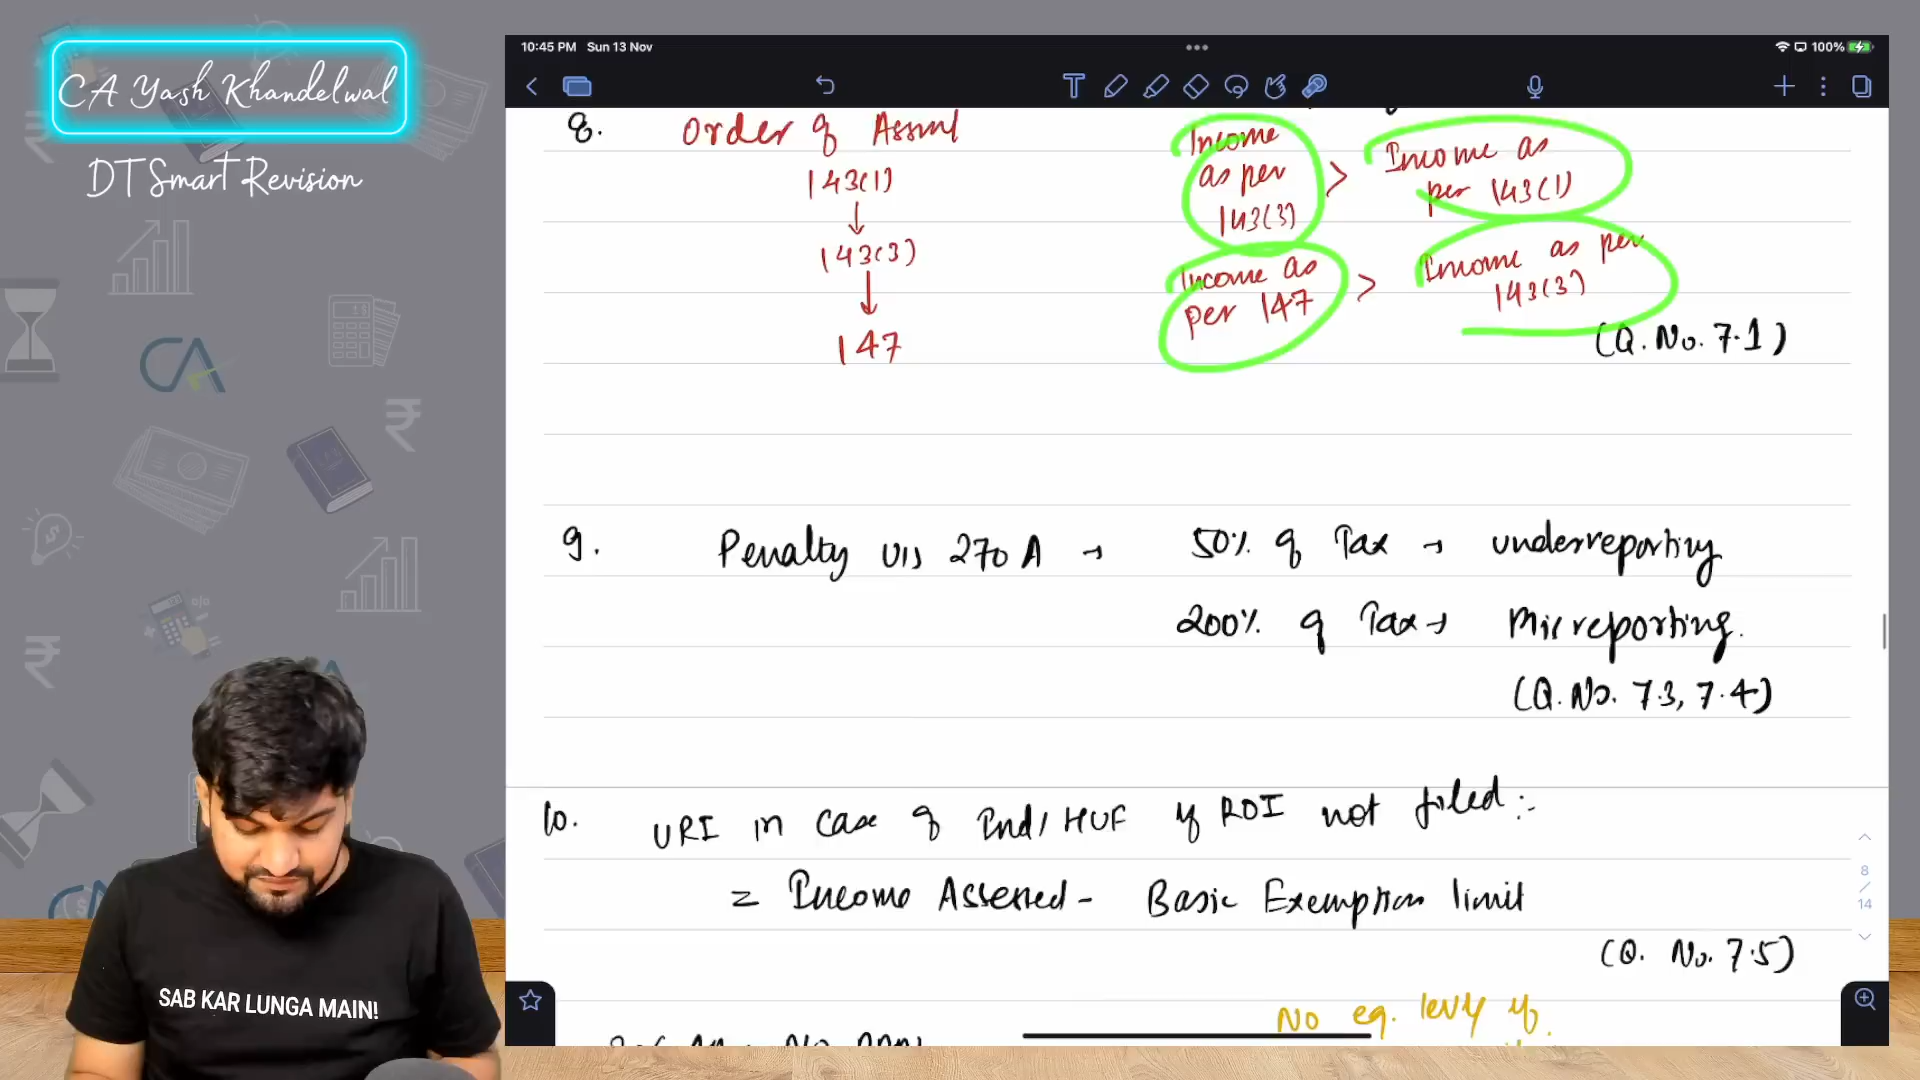 CA Yash Khandelwal
DT Smart Revision
10:45 PM Sun 13 Nov
100%
8. Order of Assml
143(1)
143(3)
147
Income as per 143(3) > Income as per 143(1)
Income as per 147 > Income as per 143(3)
(Q. No. 7.1)
9. Penalty u/s 270A → 50% of Tax → underreporting
200% of Tax → Misreporting.
(Q. No. 7.3, 7.4)
10. URI in case of Ind/HUF if ROI not filed:-
= Income Assessed - Basic Exemption limit
(Q. No. 7.5)
No eq. levy if
8
/
14
CA
SAB KAR LUNGA MAIN!